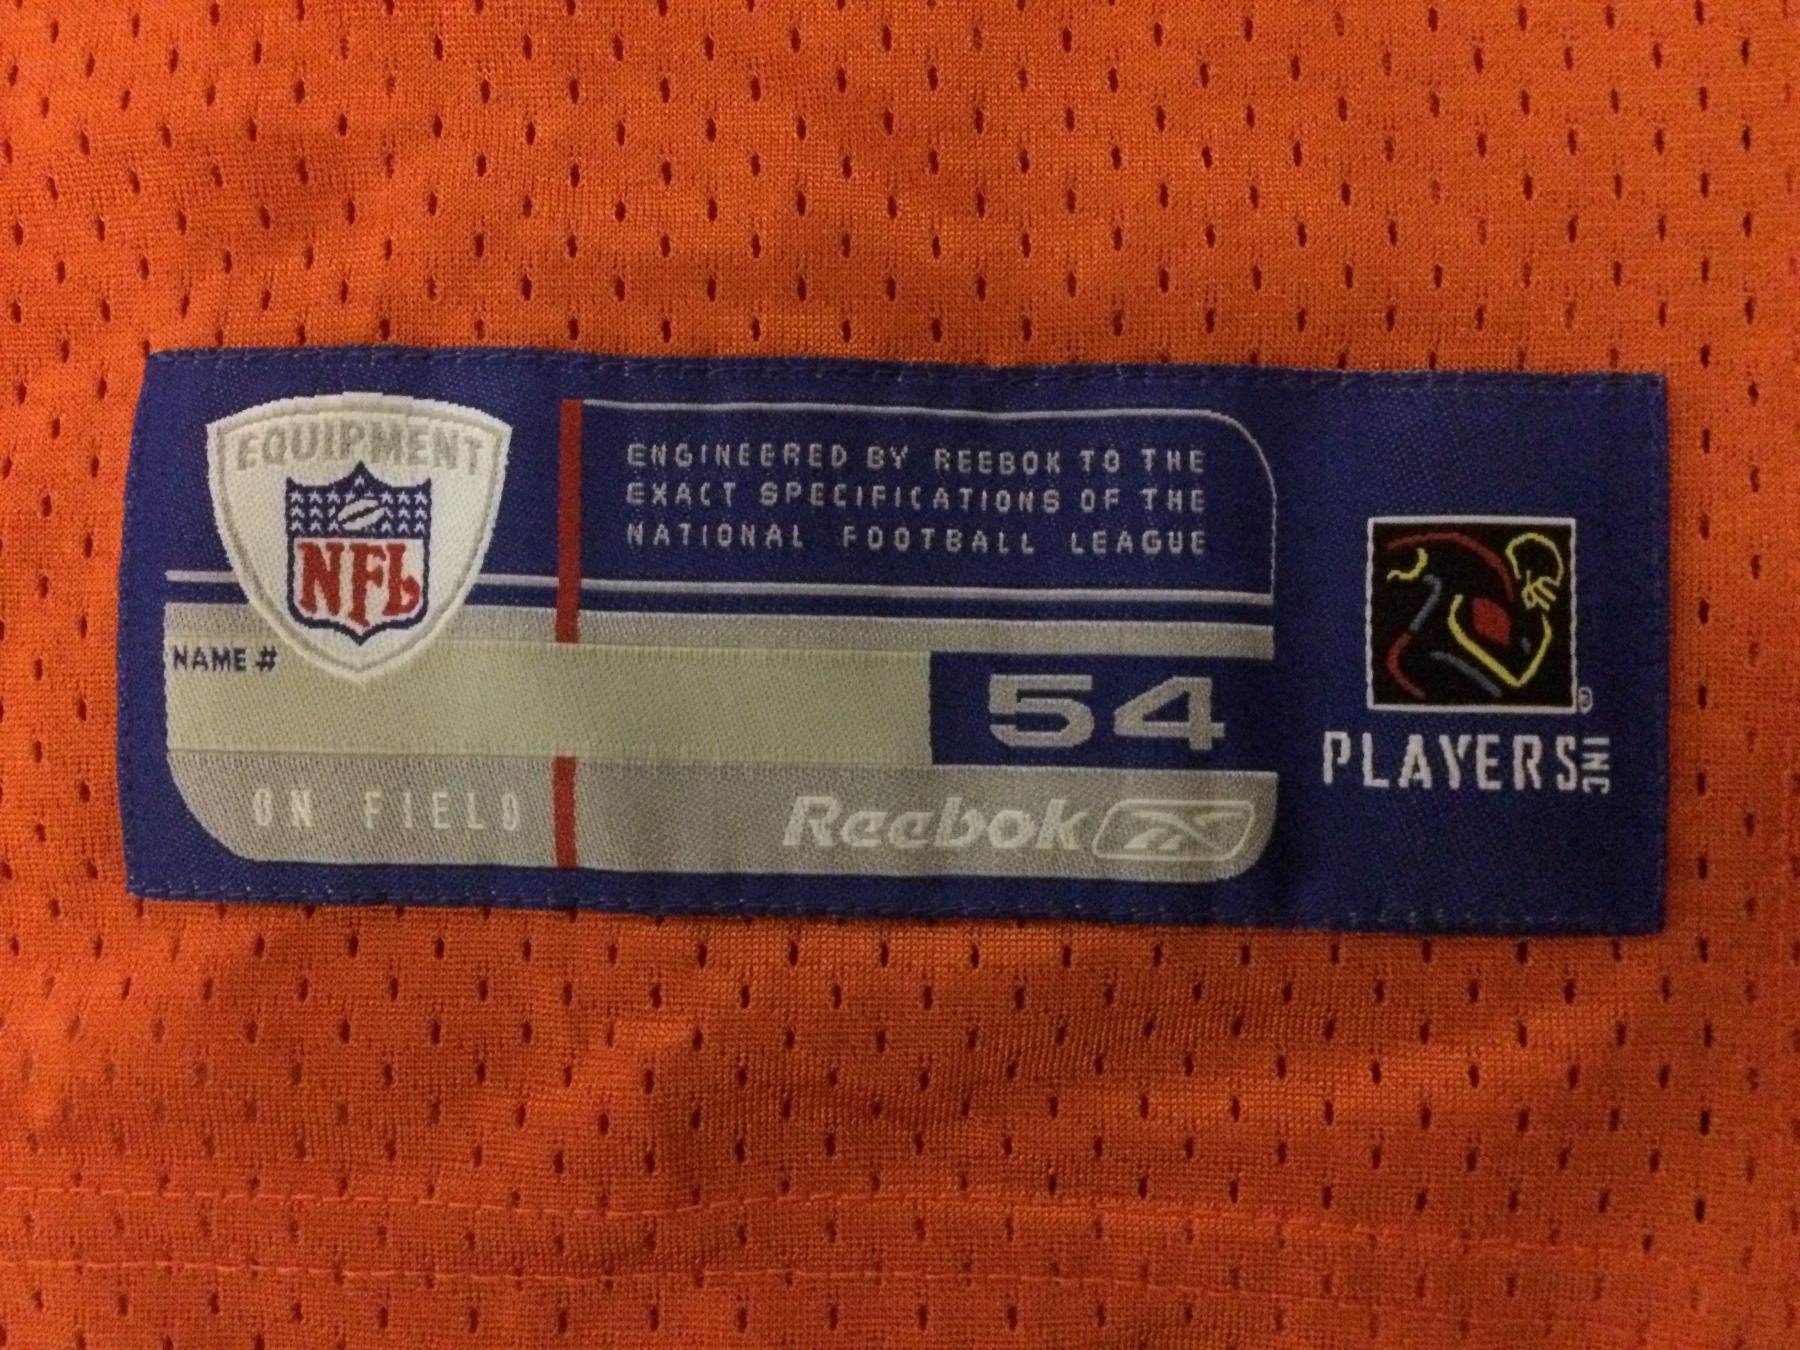 EQUIPMENT
NFL
ENGINEERED BY REEBOK TO THE
EXACT SPECIFICATIONS OF THE
NATIONAL FOOTBALL LEAGUE
NAME #
54
ON FIELD
Reebok
®
PLAYERS INC